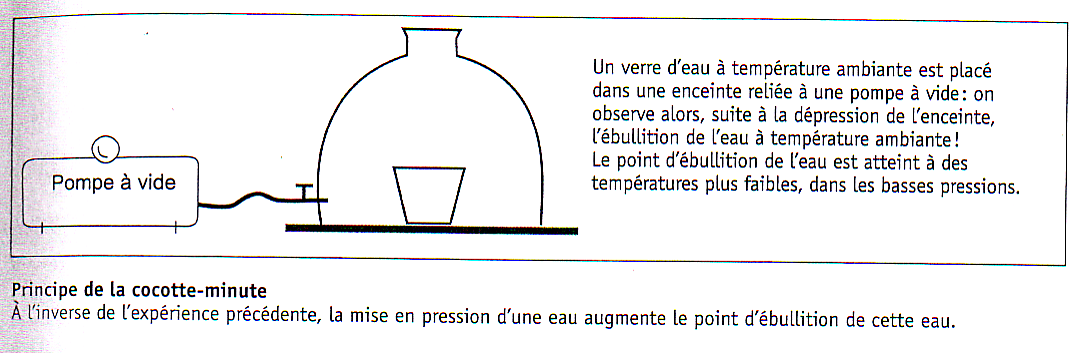 Un verre d'eau à température ambiante est placé
dans une enceinte reliée à une pompe à vide: on
observe alors, suite à la dépression de l'enceinte,
l'ébullition de l'eau à température ambiante!
Le point d'ébullition de l'eau est atteint à des
températures plus faibles, dans les basses pressions.
Pompe à vide
Principe de la cocotte-minute
À l'inverse de l'expérience précédente, la mise en pression d'une eau augmente le point d'ébullition de cette eau.